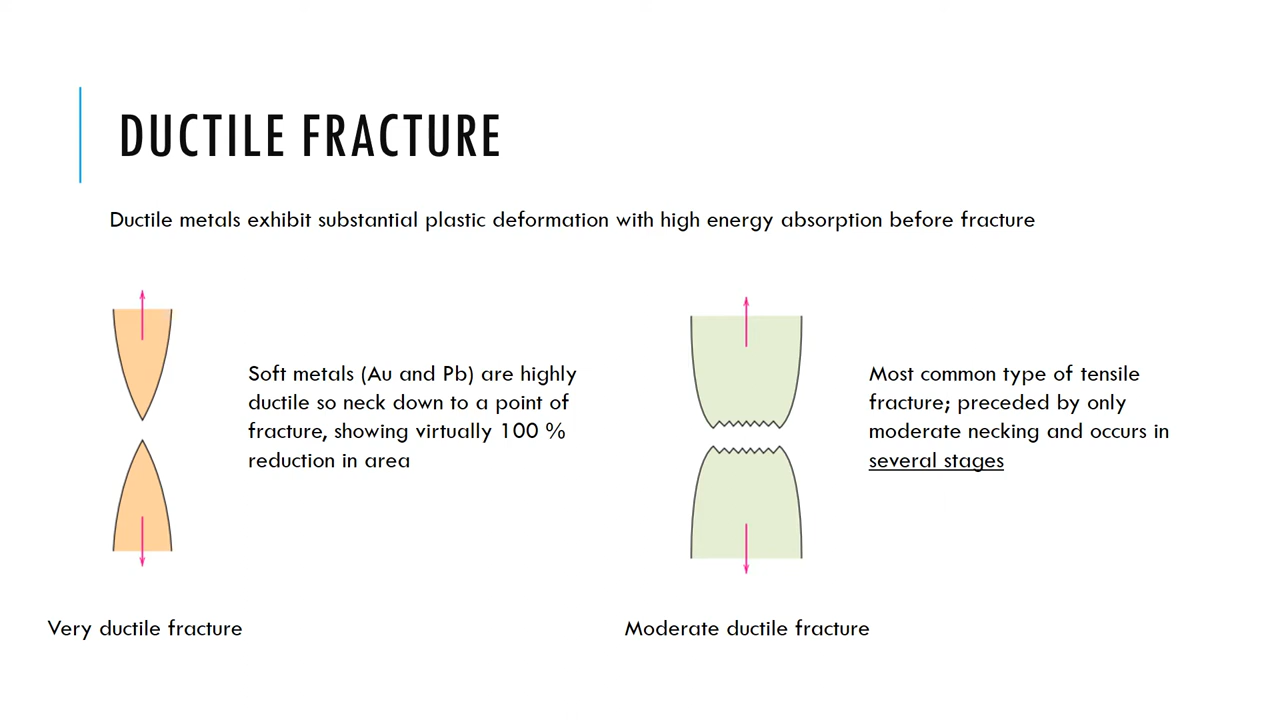 DUCTILE FRACTURE
Ductile metals exhibit substantial plastic deformation with high energy absorption before fracture
Soft metals (Au and Pb) are highly
ductile so neck down to a point of
fracture, showing virtually 100 %
reduction in area
Most common type of tensile
fracture; preceded by only
moderate necking and occurs in
several stages
Very ductile fracture
Moderate ductile fracture